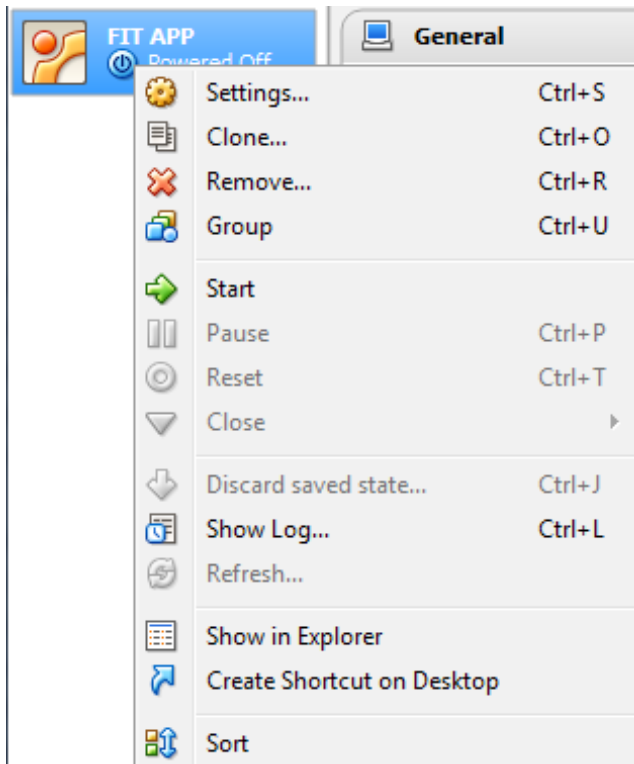 FIT APP
Powered Off
General
Settings... Ctrl+S
Clone... Ctrl+O
Remove... Ctrl+R
Group Ctrl+U
Start
Pause Ctrl+P
Reset Ctrl+T
Close
Discard saved state... Ctrl+J
Show Log... Ctrl+L
Refresh...
Show in Explorer
Create Shortcut on Desktop
Sort